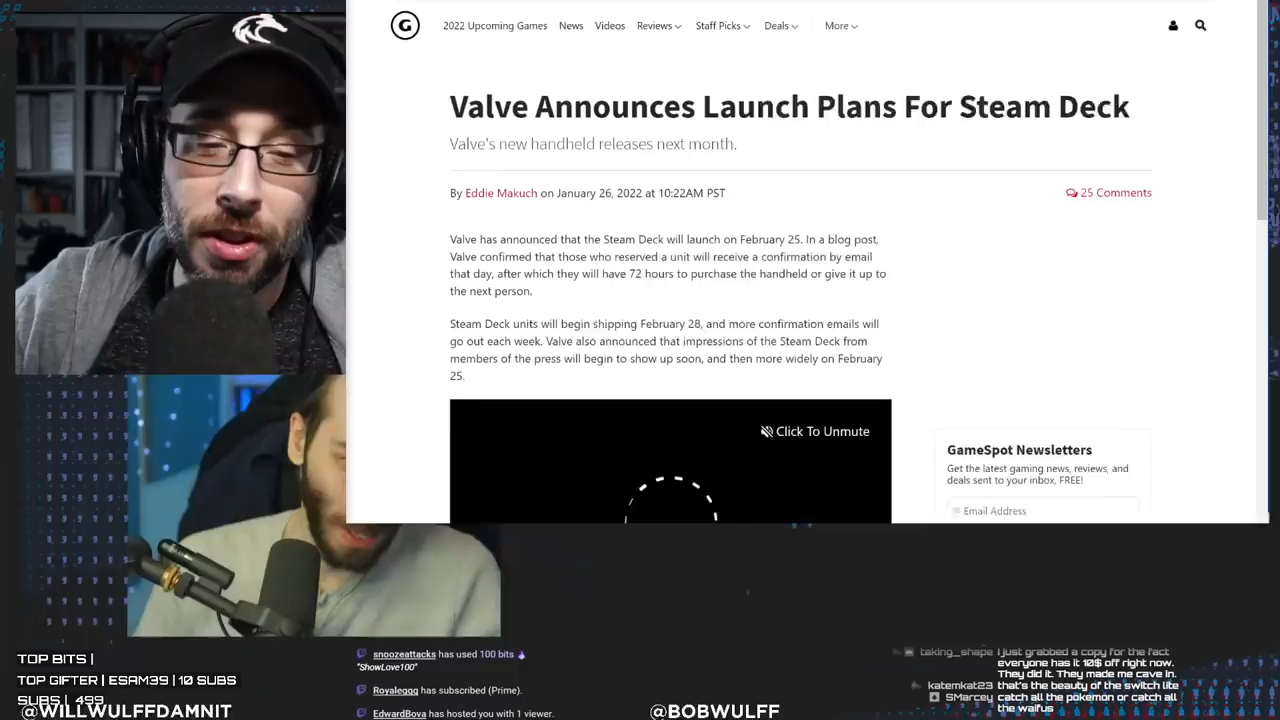 G
2022 Upcoming Games News Videos Reviews Staff Picks Deals More
Valve Announces Launch Plans For Steam Deck
Valve's new handheld releases next month.
By Eddie Makuch on January 26, 2022 at 10:22AM PST
25 Comments
Valve has announced that the Steam Deck will launch on February 25. In a blog post,
Valve confirmed that those who reserved a unit will receive a confirmation by email
that day, after which they will have 72 hours to purchase the handheld or give it up to
the next person.
Steam Deck units will begin shipping February 28, and more confirmation emails will
go out each week. Valve also announced that impressions of the Steam Deck from
members of the press will begin to show up soon, and then more widely on February
25.
Click To Unmute
GameSpot Newsletters
Get the latest gaming news, reviews, and
deals sent to your inbox, FREE!
Email Address
TOP BITS |
TOP GIFTER | ESAM39 | 10 SUBS
SUBS | 499
@WILLWULFFDAMNIT
snoozeattacks has used 100 bits
"ShowLove100"
Royaleggg has subscribed (Prime).
EdwardBova has hosted you with 1 viewer.
@BOBWULFF
taking_shape I just grabbed a copy for the fact
everyone has it 10$ off right now.
They did it. They made me cave in.
katemkat23 that's the beauty of the switch lite
SMarcey catch all the pokemon or catch all
the waifus